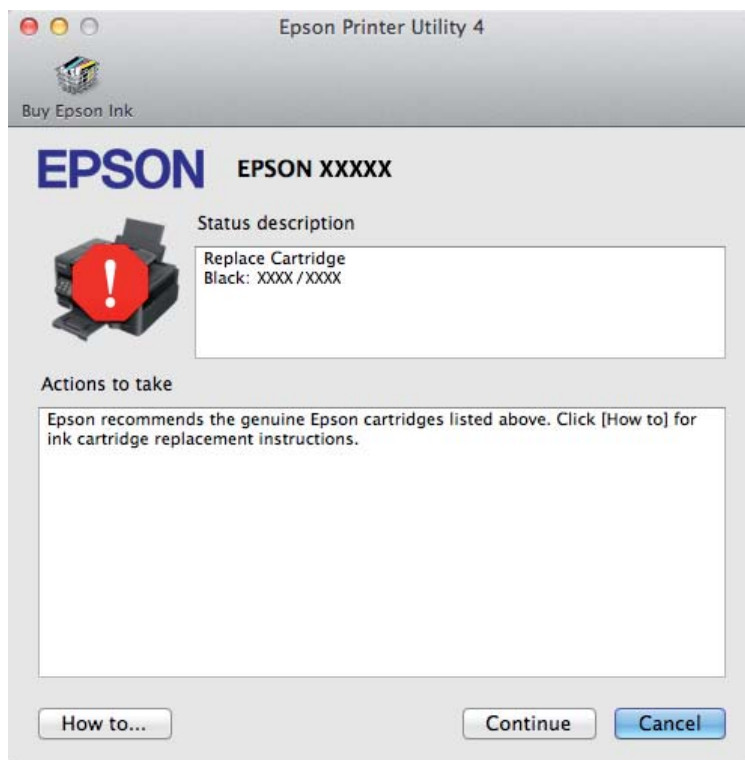 Epson Printer Utility 4
Buy Epson Ink
EPSON EPSON XXXXX
Status description
Replace Cartridge
Black: XXXX / XXXX
!
Actions to take
Epson recommends the genuine Epson cartridges listed above. Click [How to] for
ink cartridge replacement instructions.
How to... Continue Cancel